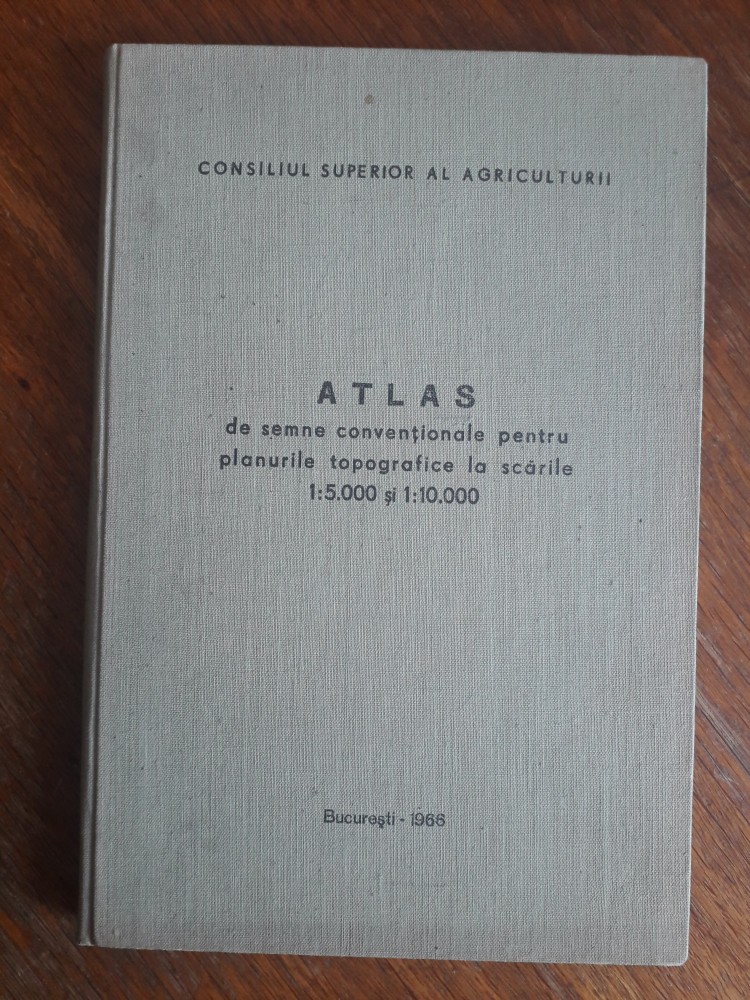 CONSILIUL SUPERIOR AL AGRICULTURII
ATLAS
de semne convenționale pentru
planurile topografice la scările
1:5.000 și 1:10.000
București - 1966